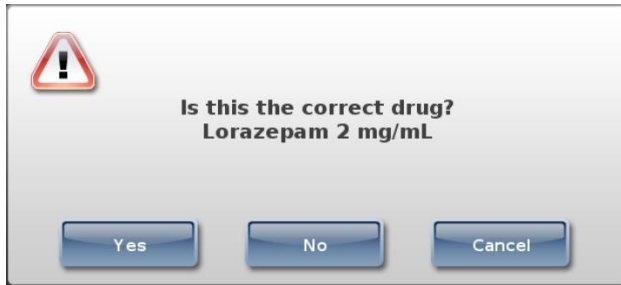 Is this the correct drug?
Lorazepam 2 mg/mL
Yes
No
Cancel